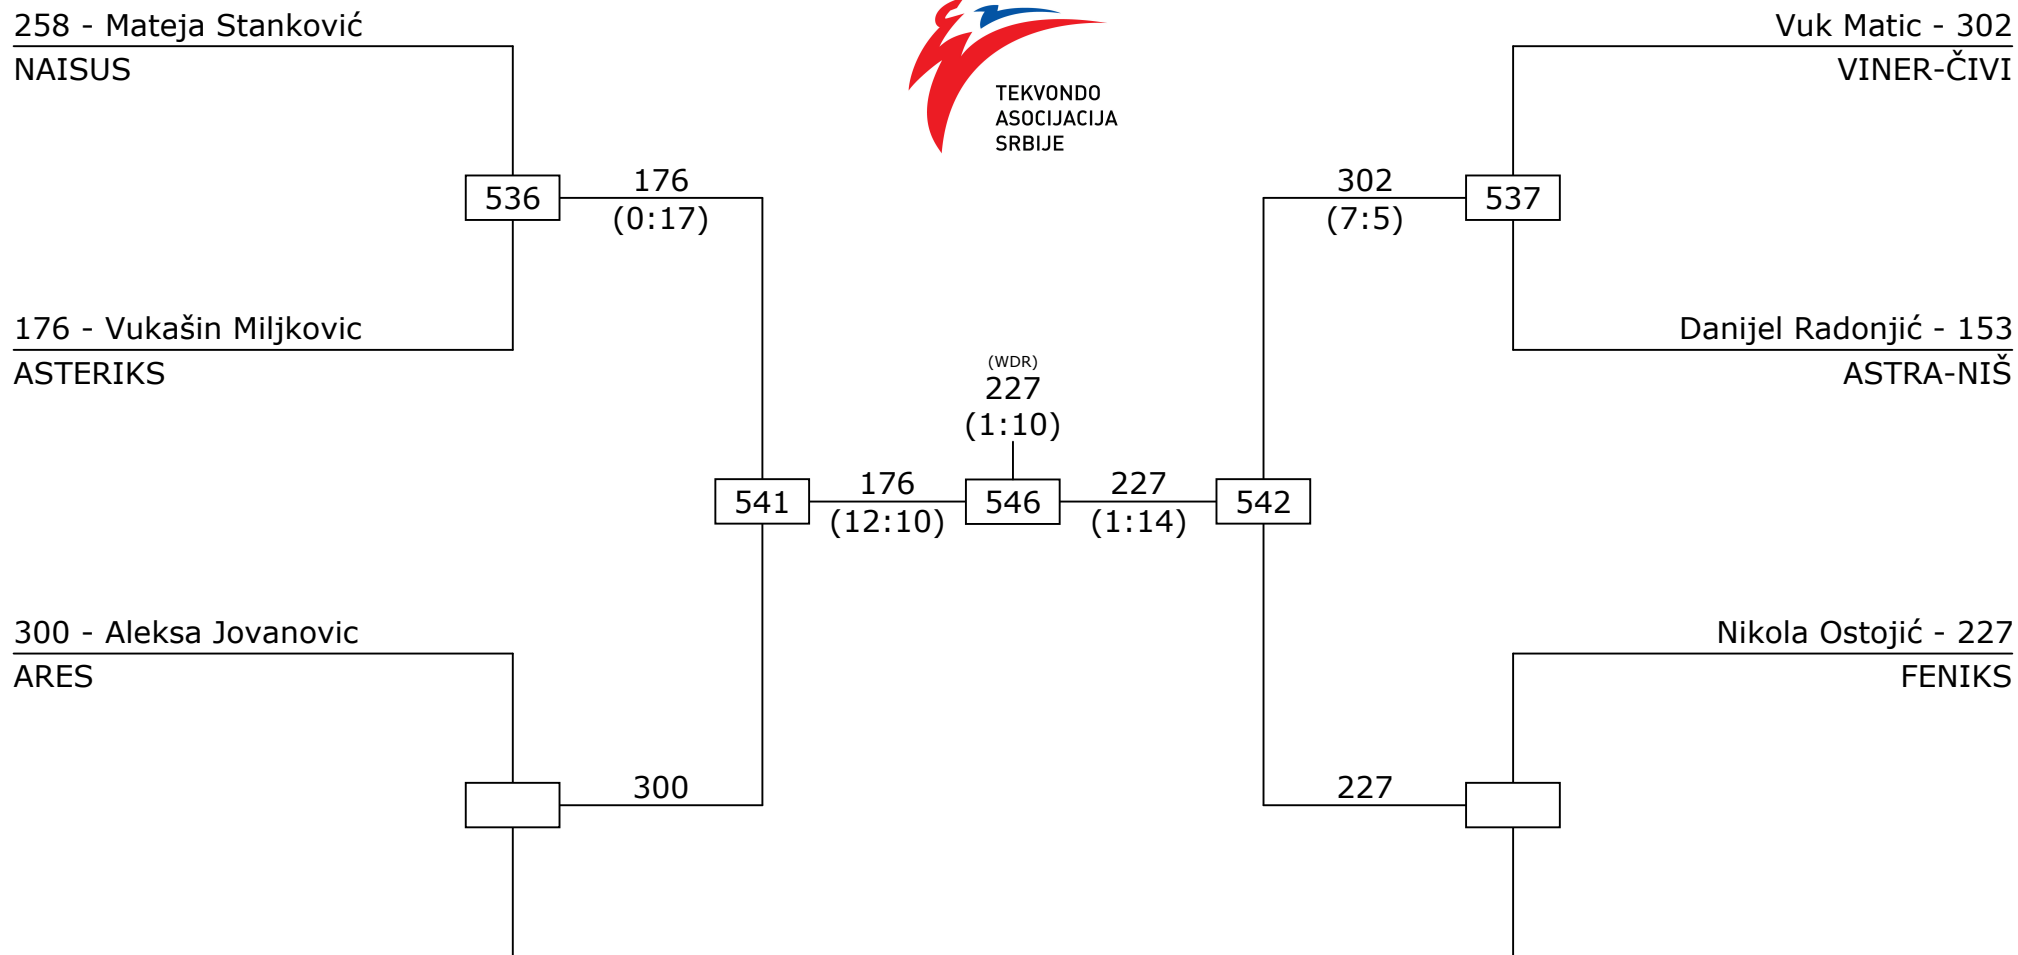 258 - Mateja Stanković
NAISUS
TEKVONDO
ASOCIJACIJA
SRBIJE
Vuk Matic - 302
VINER-ČIVI
536
176
(0:17)
302
(7:5)
537
176 - Vukašin Miljkovic
ASTERIKS
Danijel Radonjić - 153
ASTRA-NIŠ
(WDR)
227
(1:10)
541
176
(12:10)
546
227
(1:14)
542
300 - Aleksa Jovanovic
ARES
Nikola Ostojić - 227
FENIKS
300
227